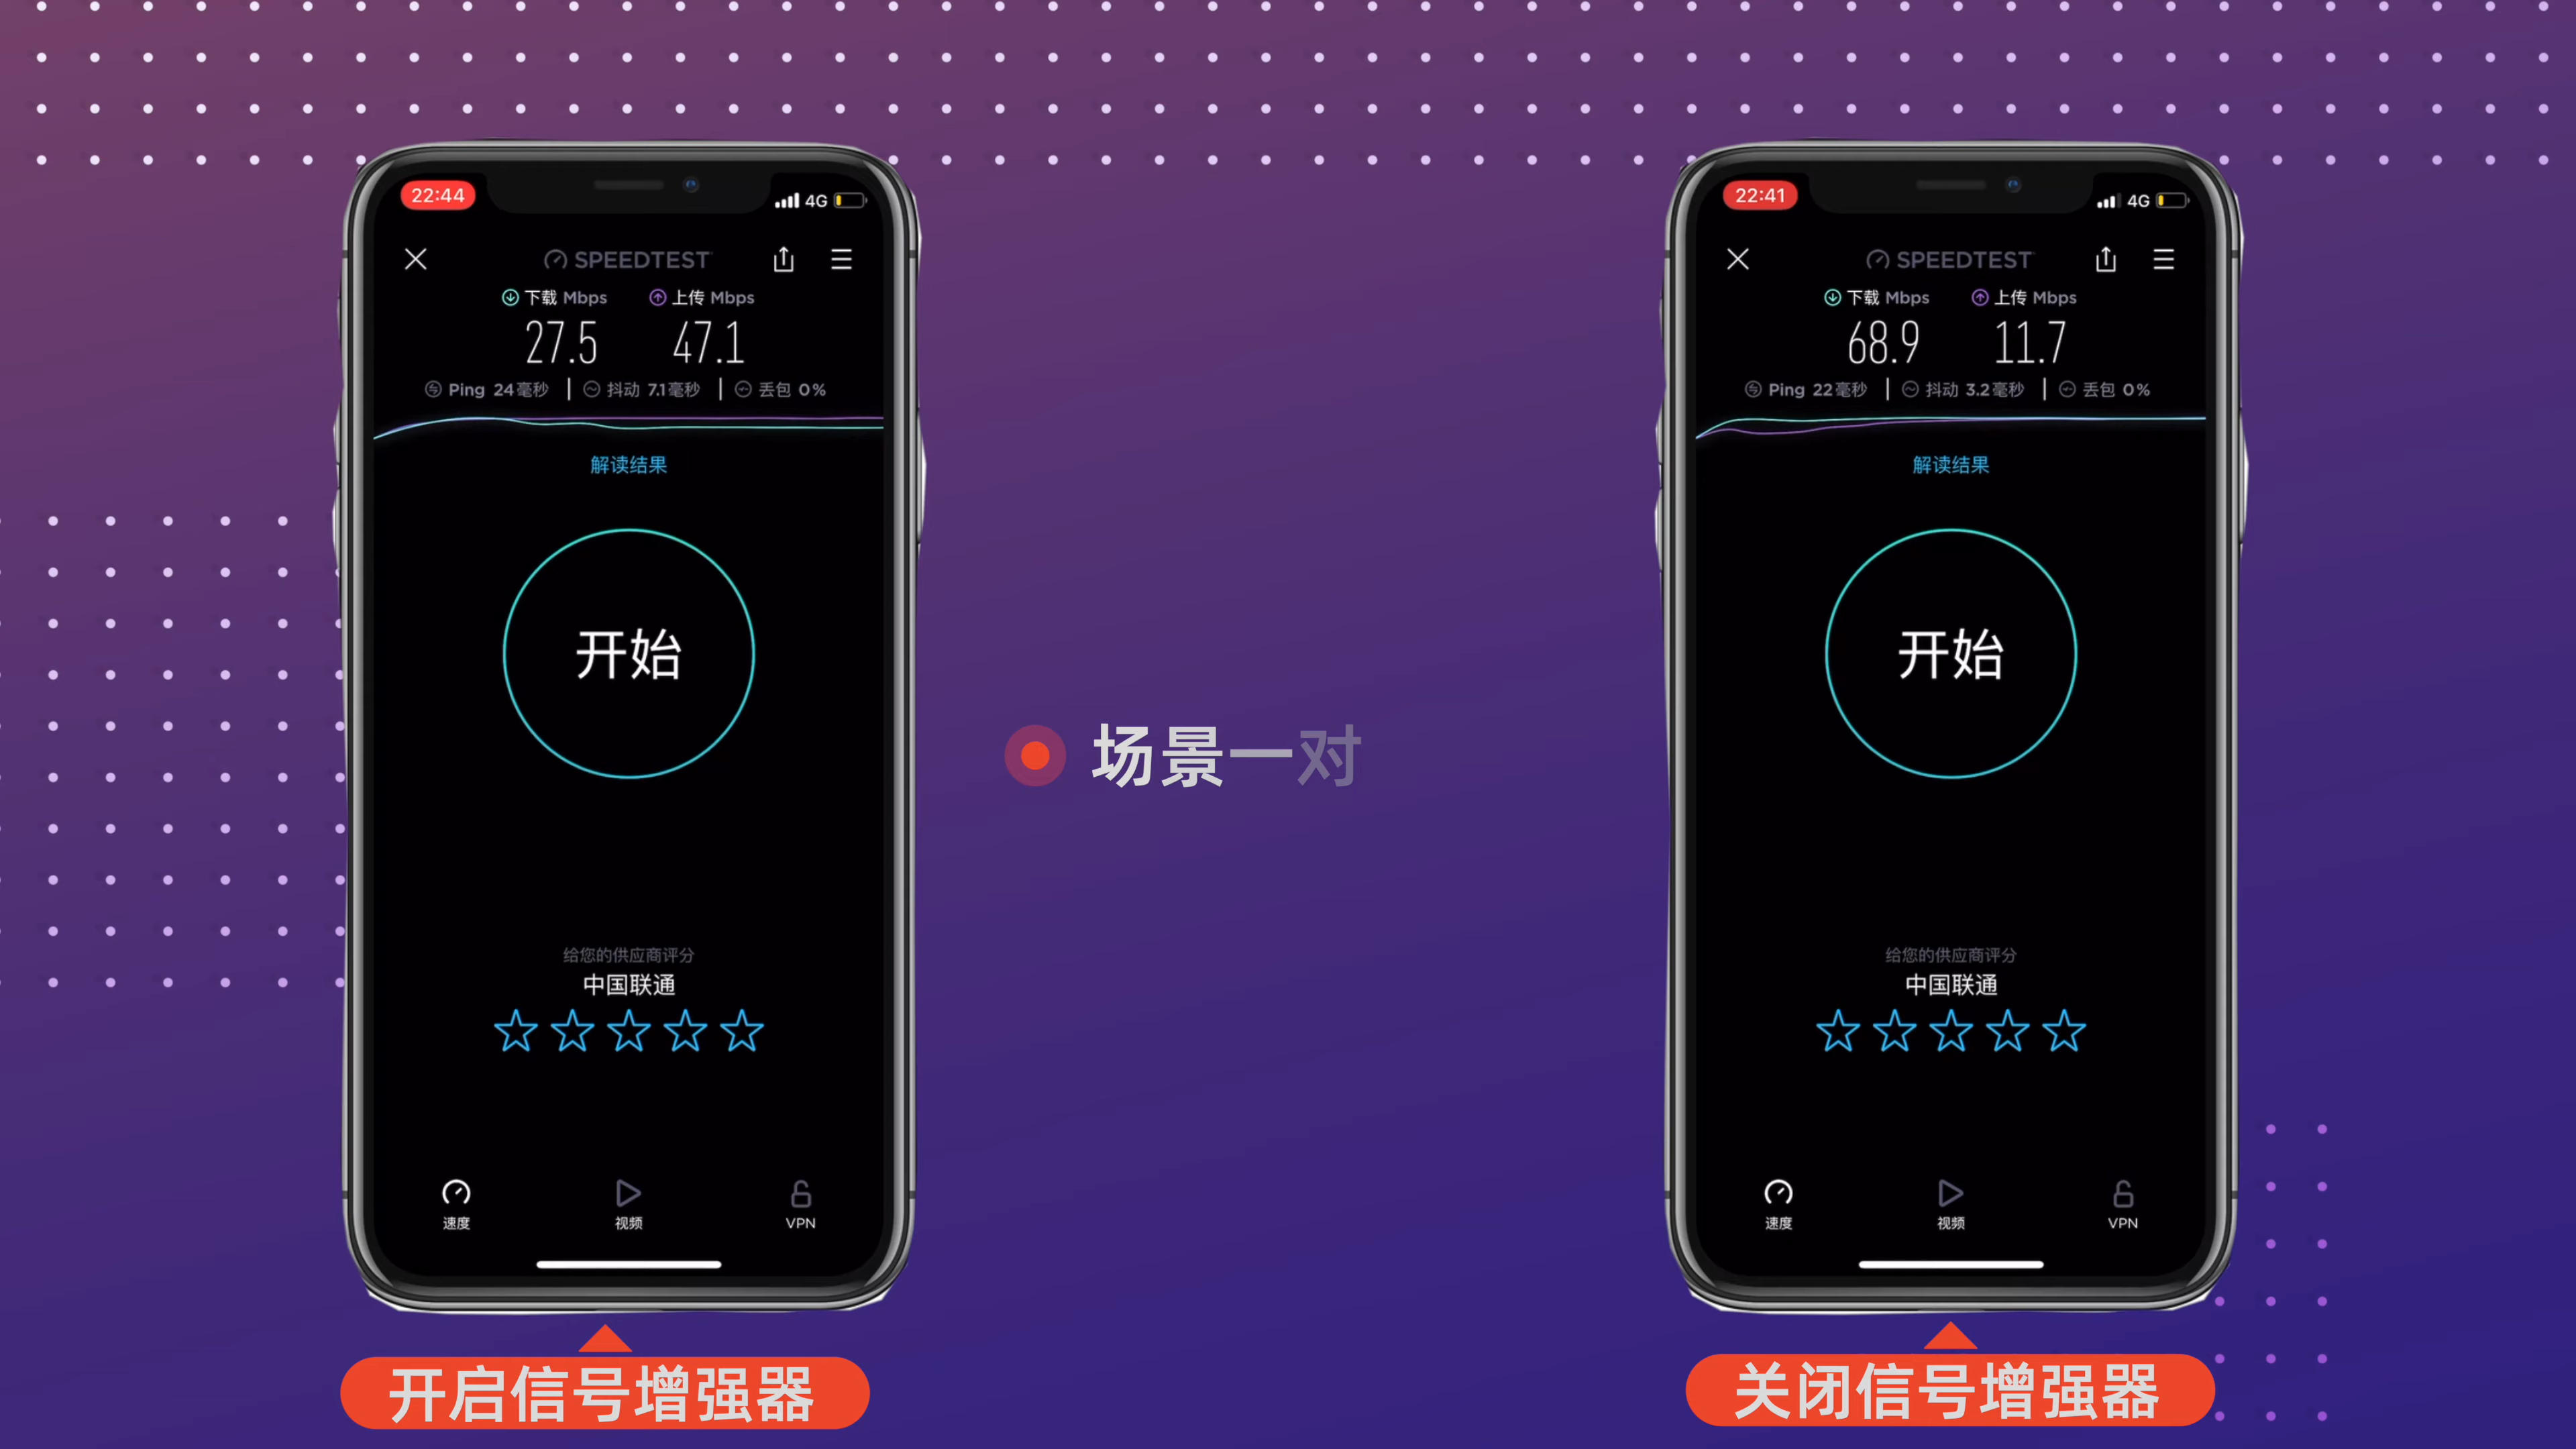 22:44
4G
SPEEDTEST
下载 Mbps
上传 Mbps
27.5
47.1
Ping 24毫秒
抖动 7.1毫秒
丢包 0%
解读结果
开始
给您的供应商评分
中国联通
速度
视频
VPN
开启信号增强器
场景一对
22:41
4G
SPEEDTEST
下载 Mbps
上传 Mbps
68.9
11.7
Ping 22毫秒
抖动 3.2毫秒
丢包 0%
解读结果
开始
给您的供应商评分
中国联通
速度
视频
VPN
关闭信号增强器